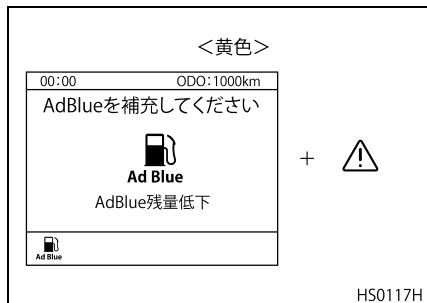 ＜黄色＞
00:00 ODO:1000km
AdBlueを補充してください
Ad Blue
AdBlue残量低下
+
Ad Blue
HS0117H